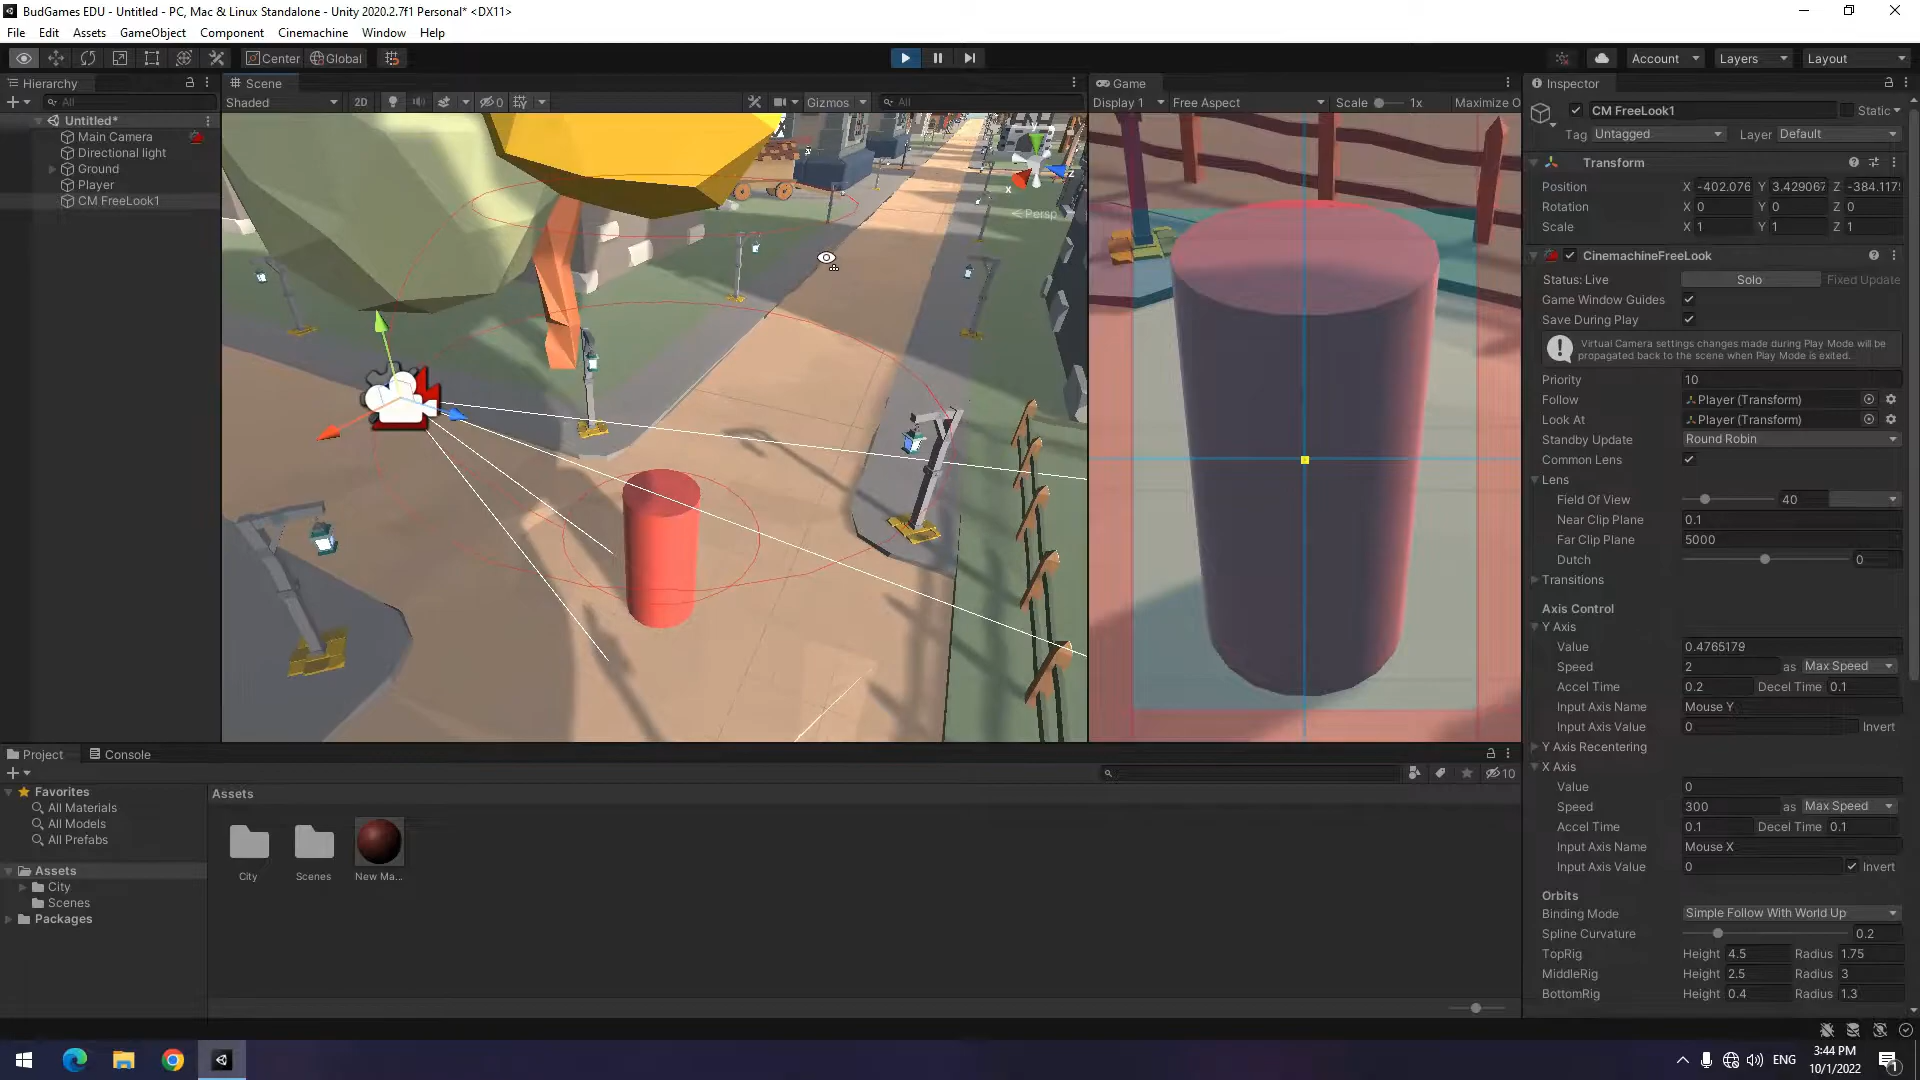 BudGames EDU - Untitled - PC, Mac & Linux Standalone - Unity 2020.2.7f1 Personal* <DX11>
File Edit Assets GameObject Component Cinemachine Window Help
Center Global Account Layers Layout
Hierarchy
All
Untitled*
Main Camera
Directional light
Ground
Player
CM FreeLook1
Scene
Shaded 2D 0 Gizmos All
x z
Persp
Game
Display 1 Free Aspect Scale 1x Maximize O
Inspector
CM FreeLook1 Static
Tag Untagged Layer Default
Transform
Position X -402.076 Y 3.429067 Z -384.117
Rotation X 0 Y 0 Z 0
Scale X 1 Y 1 Z 1
CinemachineFreeLook
Status: Live Solo Fixed Update
Game Window Guides
Save During Play
Virtual Camera settings changes made during Play Mode will be
propagated back to the scene when Play Mode is exited.
Priority 10
Follow Player (Transform)
Look At Player (Transform)
Standby Update Round Robin
Common Lens
Lens
Field Of View 40
Near Clip Plane 0.1
Far Clip Plane 5000
Dutch 0
Transitions
Axis Control
Y Axis
Value 0.4765179
Speed 2 as Max Speed
Accel Time 0.2 Decel Time 0.1
Input Axis Name Mouse Y
Input Axis Value 0 Invert
Y Axis Recentering
X Axis
Value 0
Speed 300 as Max Speed
Accel Time 0.1 Decel Time 0.1
Input Axis Name Mouse X
Input Axis Value 0 Invert
Orbits
Binding Mode Simple Follow With World Up
Spline Curvature 0.2
TopRig Height 4.5 Radius 1.75
MiddleRig Height 2.5 Radius 3
BottomRig Height 0.4 Radius 1.3
Project Console
10
Favorites
All Materials
All Models
All Prefabs
Assets
City
Scenes
Packages
Assets
City Scenes New Ma...
ENG
3:44 PM
10/1/2022
1